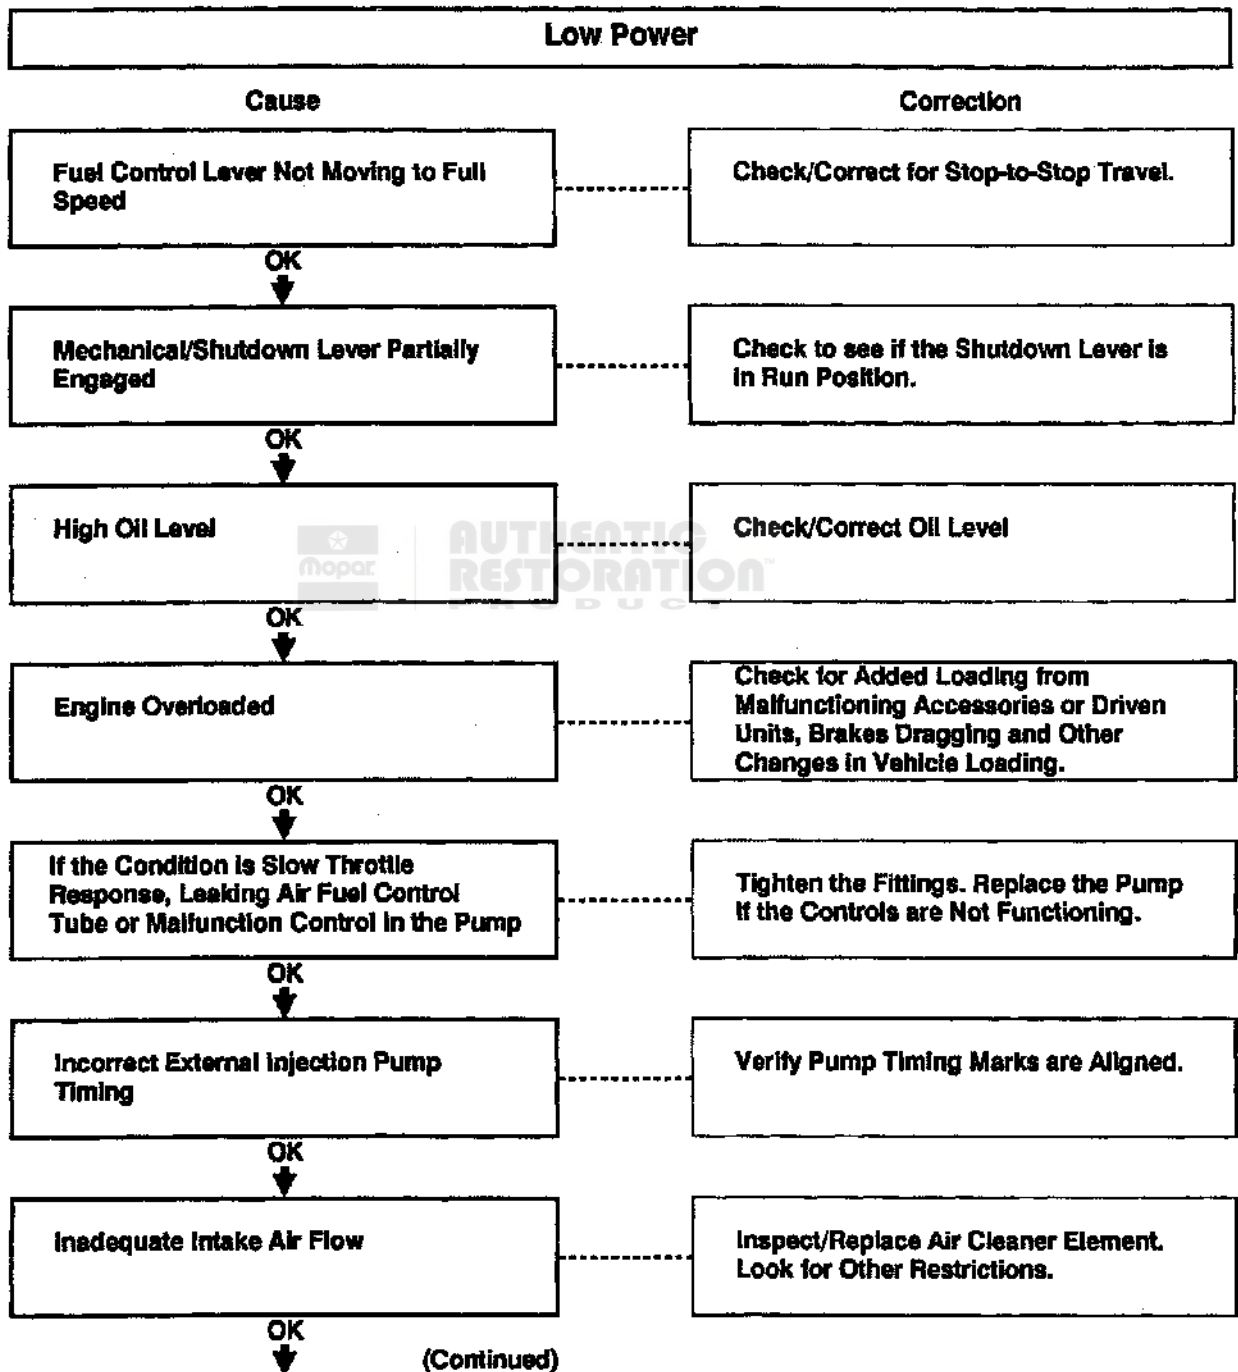 Low Power
Cause
Correction
Fuel Control Lever Not Moving to Full
Speed
Check/Correct for Stop-to-Stop Travel.
OK
Mechanical/Shutdown Lever Partially
Engaged
Check to see if the Shutdown Lever is
in Run Position.
OK
High Oil Level
Check/Correct Oil Level
Mopar
AUTHENTIC
RESTORATION™
PRODUCT
OK
Engine Overloaded
Check for Added Loading from
Malfunctioning Accessories or Driven
Units, Brakes Dragging and Other
Changes in Vehicle Loading.
OK
If the Condition is Slow Throttle
Response, Leaking Air Fuel Control
Tube or Malfunction Control in the Pump
Tighten the Fittings. Replace the Pump
If the Controls are Not Functioning.
OK
Incorrect External Injection Pump
Timing
Verify Pump Timing Marks are Aligned.
OK
Inadequate Intake Air Flow
Inspect/Replace Air Cleaner Element.
Look for Other Restrictions.
OK
(Continued)